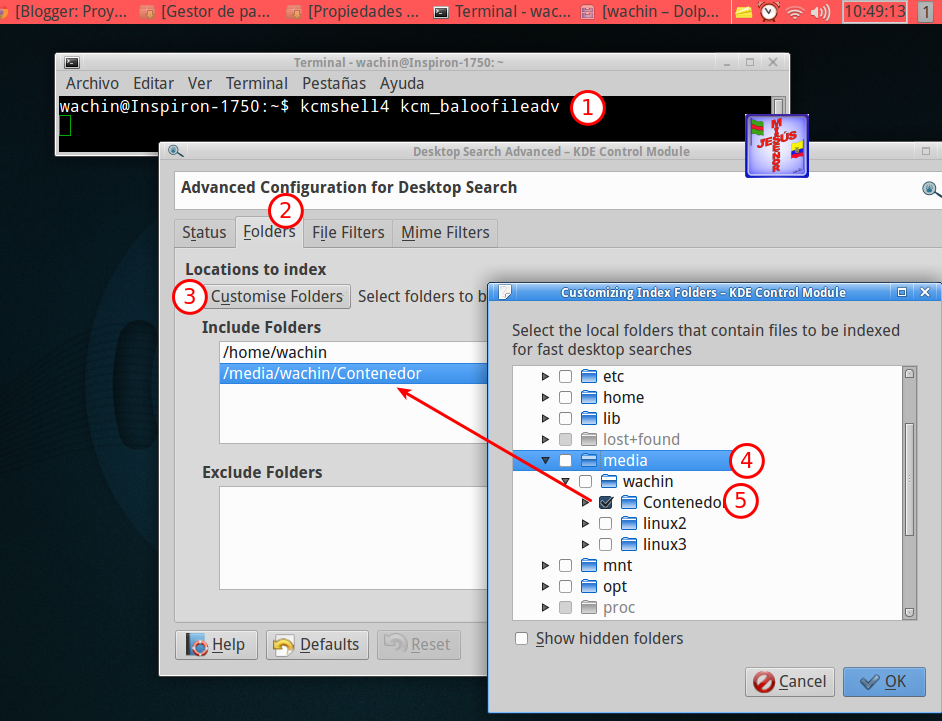 [Blogger: Proy... [Gestor de pa... [Propiedades ... Terminal - wac... [wachin – Dolp... 10:49:13 1
Terminal - wachin@Inspiron-1750: ~
Archivo Editar Ver Terminal Pestañas Ayuda
wachin@Inspiron-1750:~$ kcmshell4 kcm_baloofileadv 1
MI
JESÚS
SEÑOR
Desktop Search Advanced – KDE Control Module
Advanced Configuration for Desktop Search
2
Status Folders File Filters Mime Filters
Locations to index
3 Customise Folders Select folders to b
Include Folders
/home/wachin
/media/wachin/Contenedor
Exclude Folders
Help Defaults Reset
Customizing Index Folders – KDE Control Module
Select the local folders that contain files to be indexed
for fast desktop searches
etc
home
lib
lost+found
media 4
wachin
Contenedo 5
linux2
linux3
mnt
opt
proc
Show hidden folders
Cancel OK